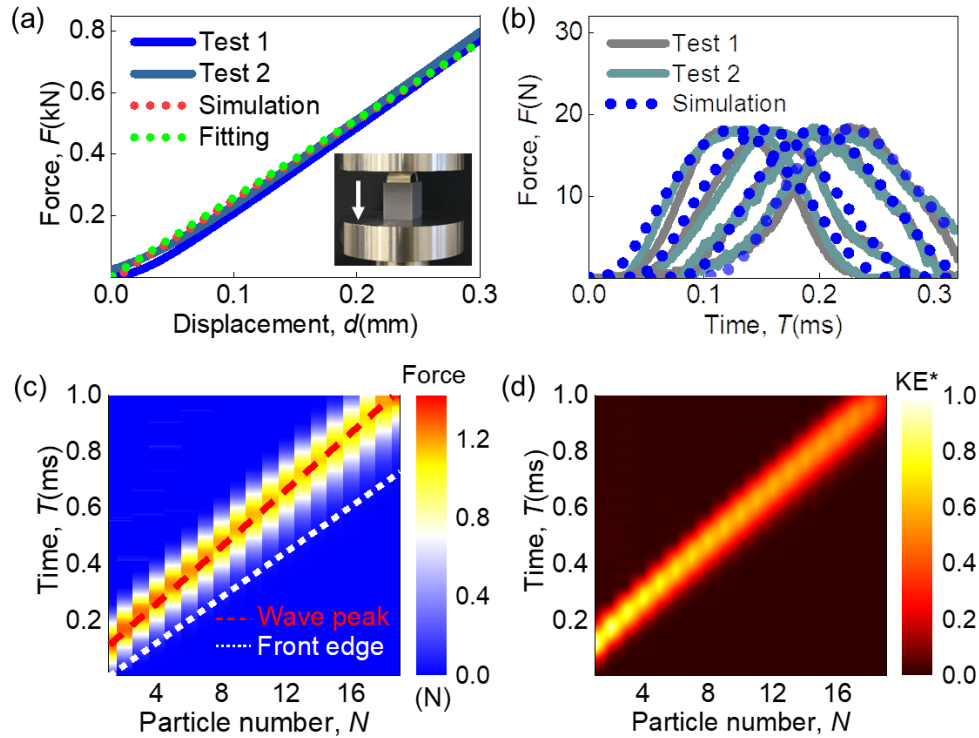 (a)
0.8
0.6
0.4
0.2
Force, F(kN)
Test 1
Test 2
Simulation
Fitting
0.0 0.1 0.2 0.3
Displacement, d(mm)
(b)
30
20
10
Force, F(N)
Test 1
Test 2
Simulation
0.0 0.1 0.2 0.3
Time, T(ms)
(c)
Force
1.0
0.8
0.6
0.4
0.2
Time, T(ms)
Wave peak
Front edge
4 8 12 16
Particle number, N
1.2
0.8
0.4
0.0
(N)
(d)
KE*
1.0
0.8
0.6
0.4
0.2
Time, T(ms)
4 8 12 16
Particle number, N
1.0
0.8
0.6
0.4
0.2
0.0